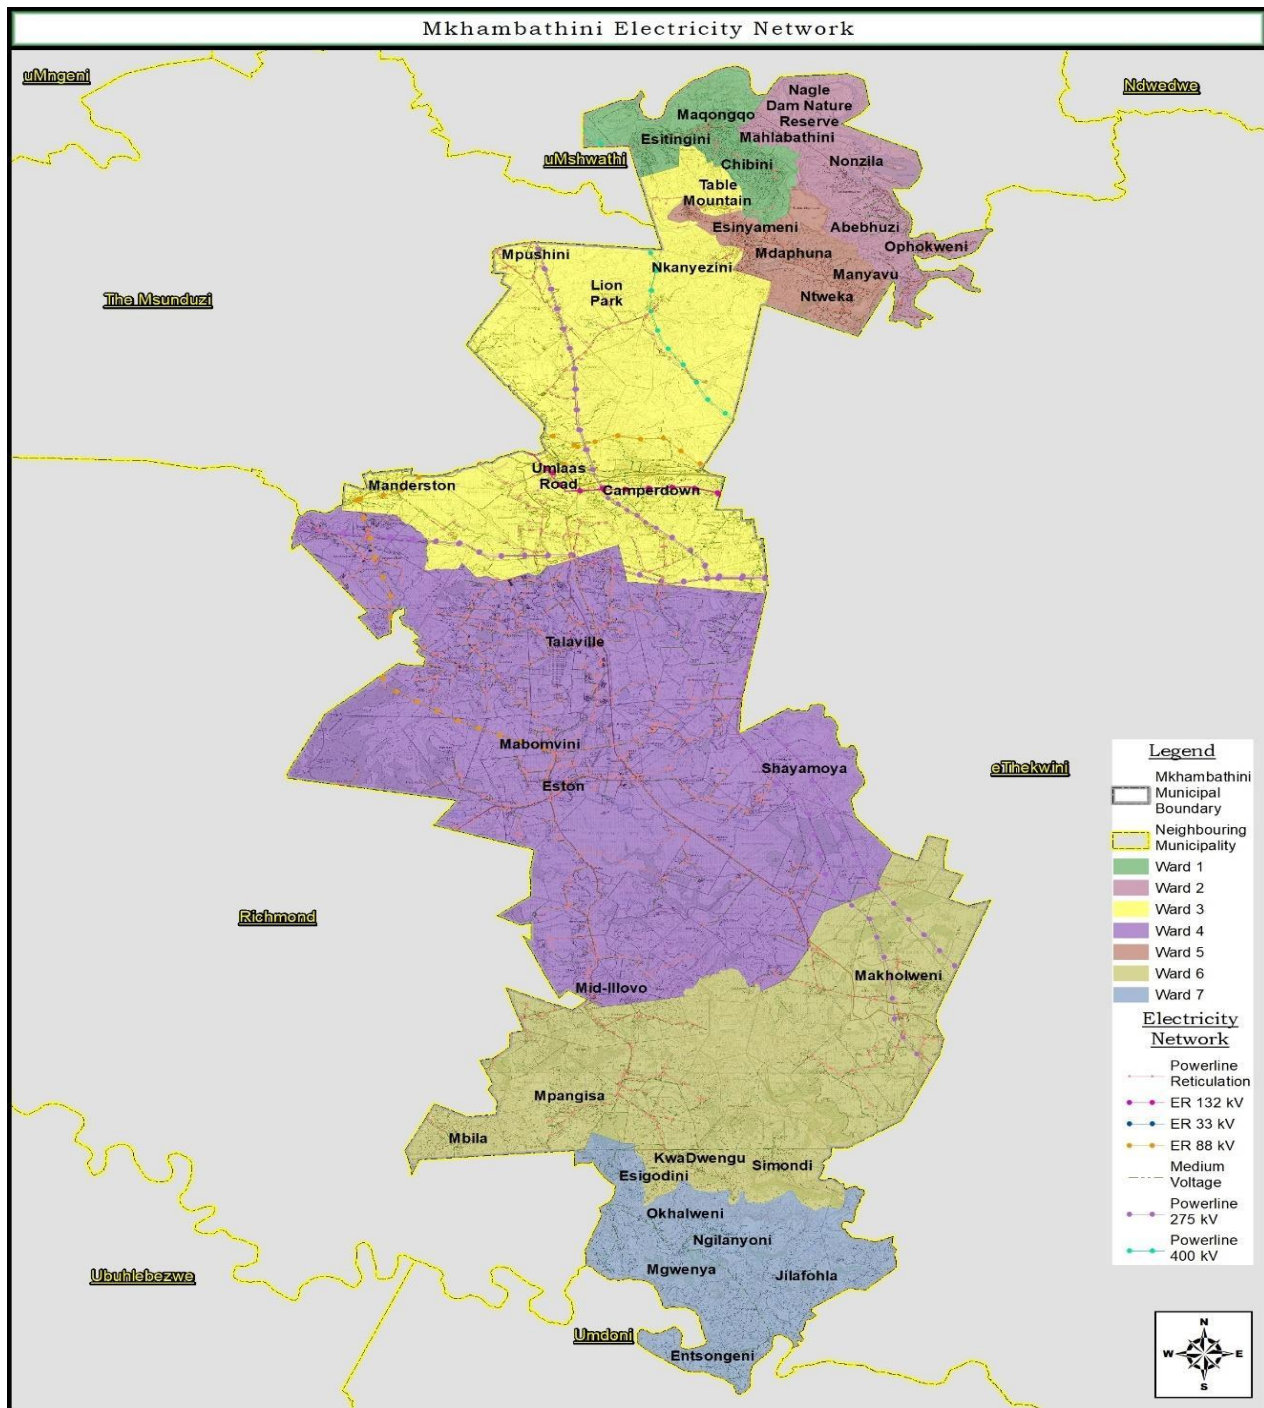 Mkhambathini Electricity Network
uMngeni
Ndwedwe
Nagle
Dam Nature
Reserve
Maqongqo
Esitingini
Mahlabathini
uMshwathi
Chibini
Nonzila
Table
Mountain
Esinyameni
Abebhuzi
Ophokweni
Mpushini
Mdaphuna
Nkanyezini
Manyavu
Lion
Park
Ntweka
The Msunduzi
Umlaas
Road
Manderston
Camperdown
Talaville
Mabomvini
Shayamoya
eThekwini
Eston
Richmond
Makholweni
Mid-Illovo
Mpangisa
Mbila
KwaDwengu
Simondi
Esigodini
Okhalweni
Ngilanyoni
Mgwenya
Jilafohla
Ubuhlebezwe
Umdoni
Entsongeni
Legend
Mkhambathini
Municipal
Boundary
Neighbouring
Municipality
Ward 1
Ward 2
Ward 3
Ward 4
Ward 5
Ward 6
Ward 7
Electricity
Network
Powerline
Reticulation
ER 132 kV
ER 33 kV
ER 88 kV
Medium
Voltage
Powerline
275 kV
Powerline
400 kV
N
W
E
S